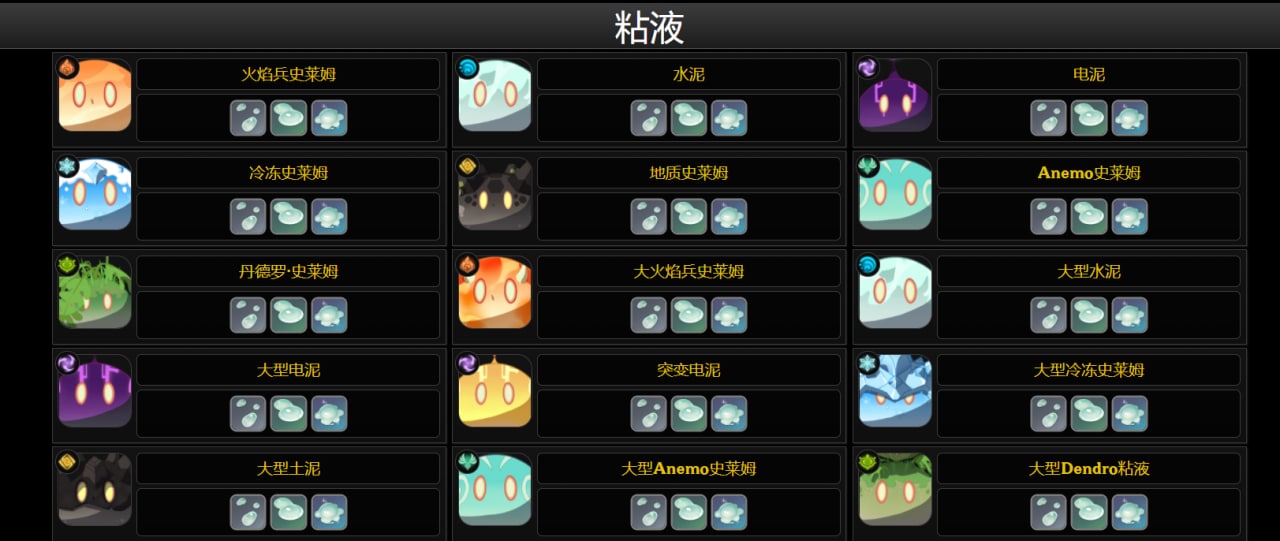 粘液
火焰兵史莱姆
水泥
电泥
冷冻史莱姆
地质史莱姆
Anemo史莱姆
丹德罗·史莱姆
大火焰兵史莱姆
大型水泥
大型电泥
突变电泥
大型冷冻史莱姆
大型土泥
大型Anemo史莱姆
大型Dendro粘液